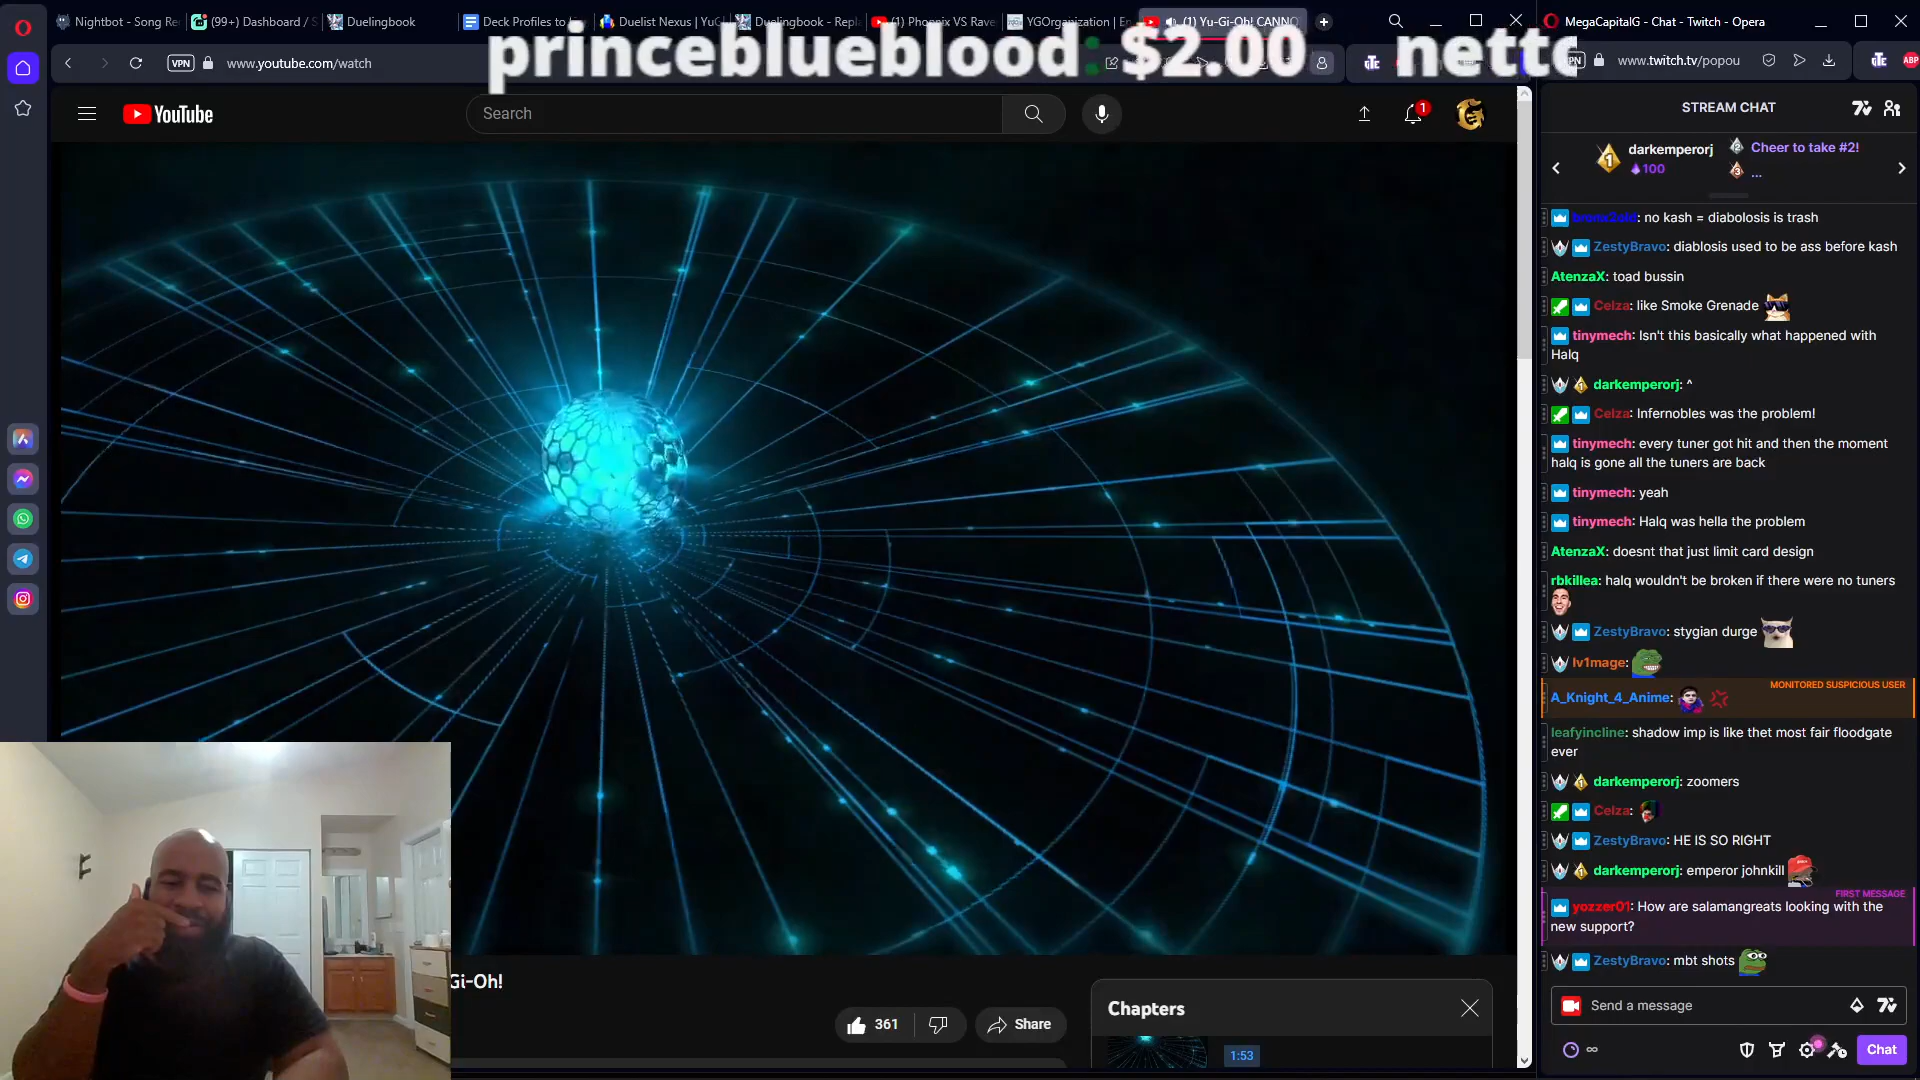 Nightbot - Song Re
(99+) Dashboard / S
Duelingbook
Deck Profiles to
Duelist Nexus | YuG
Duelingbook - Repl
(1) Phoenix VS Rave
YGOrganization | En
(1) Yu-Gi-Oh! CANNO
MegaCapitalG - Chat - Twitch - Opera
princeblueblood: $2.00
VPN
www.youtube.com/watch
www.twitch.tv/popou
ABP
YouTube
Search
1
STREAM CHAT
1
darkemperorj
100
2
Cheer to take #2!
3
...
bronx2old: no kash = diabolosis is trash
ZestyBravo: diablosis used to be ass before kash
AtenzaX: toad bussin
Celza: like Smoke Grenade
tinymech: Isn't this basically what happened with
Halq
darkemperorj: ^
Celza: Infernobles was the problem!
tinymech: every tuner got hit and then the moment
halq is gone all the tuners are back
tinymech: yeah
tinymech: Halq was hella the problem
AtenzaX: doesnt that just limit card design
rbkillea: halq wouldn't be broken if there were no tuners
ZestyBravo: stygian durge
lv1mage:
MONITORED SUSPICIOUS USER
A_Knight_4_Anime:
leafyincline: shadow imp is like thet most fair floodgate
ever
darkemperorj: zoomers
Celza:
ZestyBravo: HE IS SO RIGHT
darkemperorj: emperor johnkill
FIRST MESSAGE
yozzer01: How are salamangreats looking with the
new support?
ZestyBravo: mbt shots
Send a message
Chat
Gi-Oh!
361
Share
Chapters
1:53